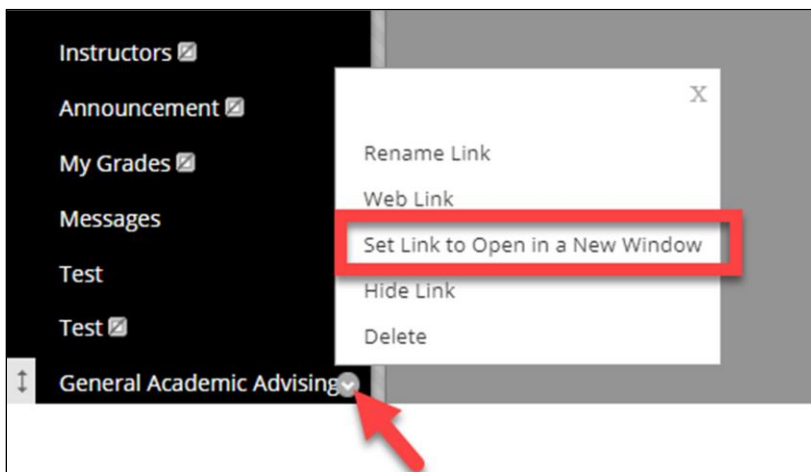 Instructors
Announcement
My Grades
Messages
Test
Test
General Academic Advising
X
Rename Link
Web Link
Set Link to Open in a New Window
Hide Link
Delete